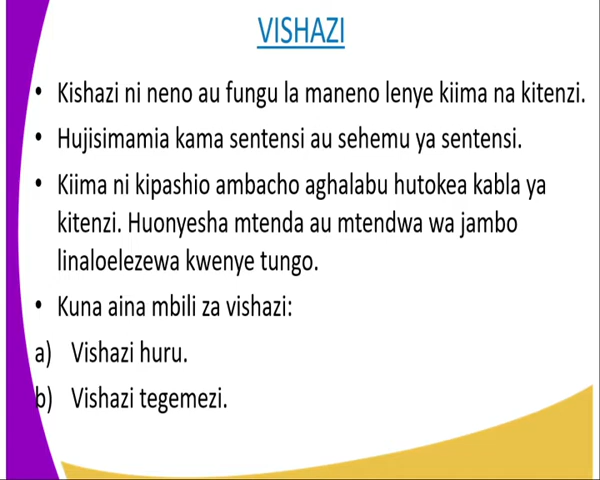 VISHAZI
• Kishazi ni neno au fungu la maneno lenye kiima na kitenzi.
• Hujisimamia kama sentensi au sehemu ya sentensi.
• Kiima ni kipashio ambacho aghalabu hutokea kabla ya
kitenzi. Huonyesha mtenda au mtendwa wa jambo
linaloelezewa kwenye tungo.
• Kuna aina mbili za vishazi:
a) Vishazi huru.
b) Vishazi tegemezi.